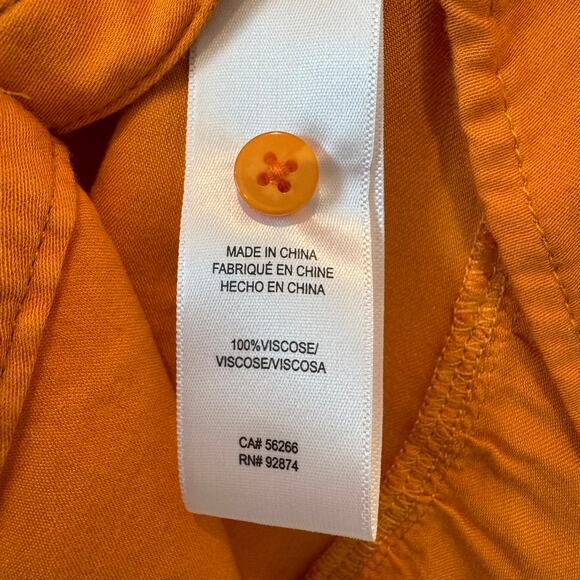 MADE IN CHINA
FABRIQUÉ EN CHINE
HECHO EN CHINA
100%VISCOSE/
VISCOSE/VISCOSA
CA# 56266
RN# 92874